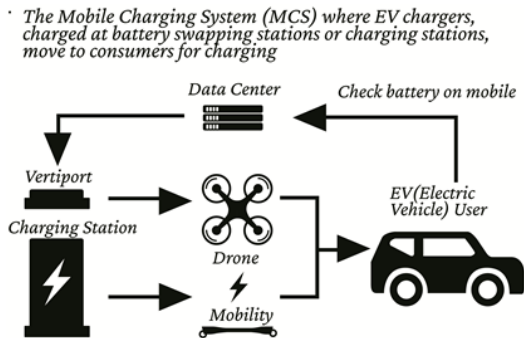 · The Mobile Charging System (MCS) where EV chargers,
charged at battery swapping stations or charging stations,
move to consumers for charging
Data Center
Check battery on mobile
Vertiport
EV(Electric
Vehicle) User
Charging Station
Drone
Mobility